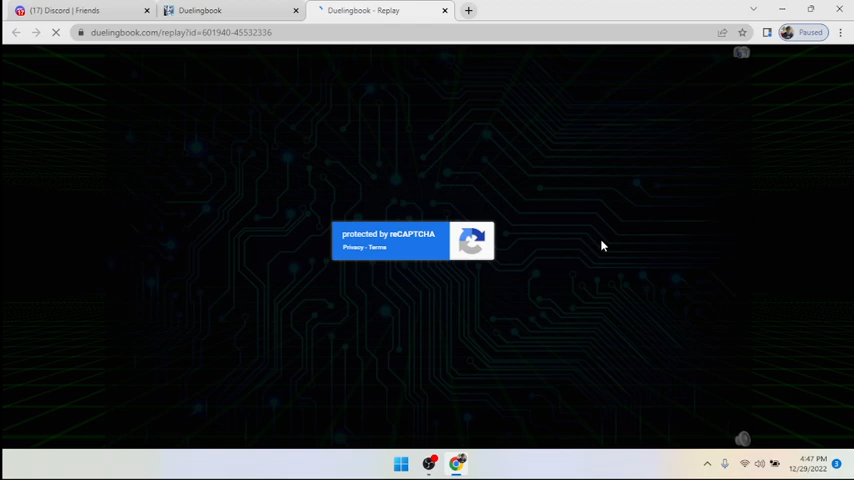 (17) Discord | Friends
Duelingbook
Duelingbook - Replay
duelingbook.com/replay?id=601940-45532336
Paused
protected by reCAPTCHA
Privacy - Terms
4:47 PM
12/29/2022
3